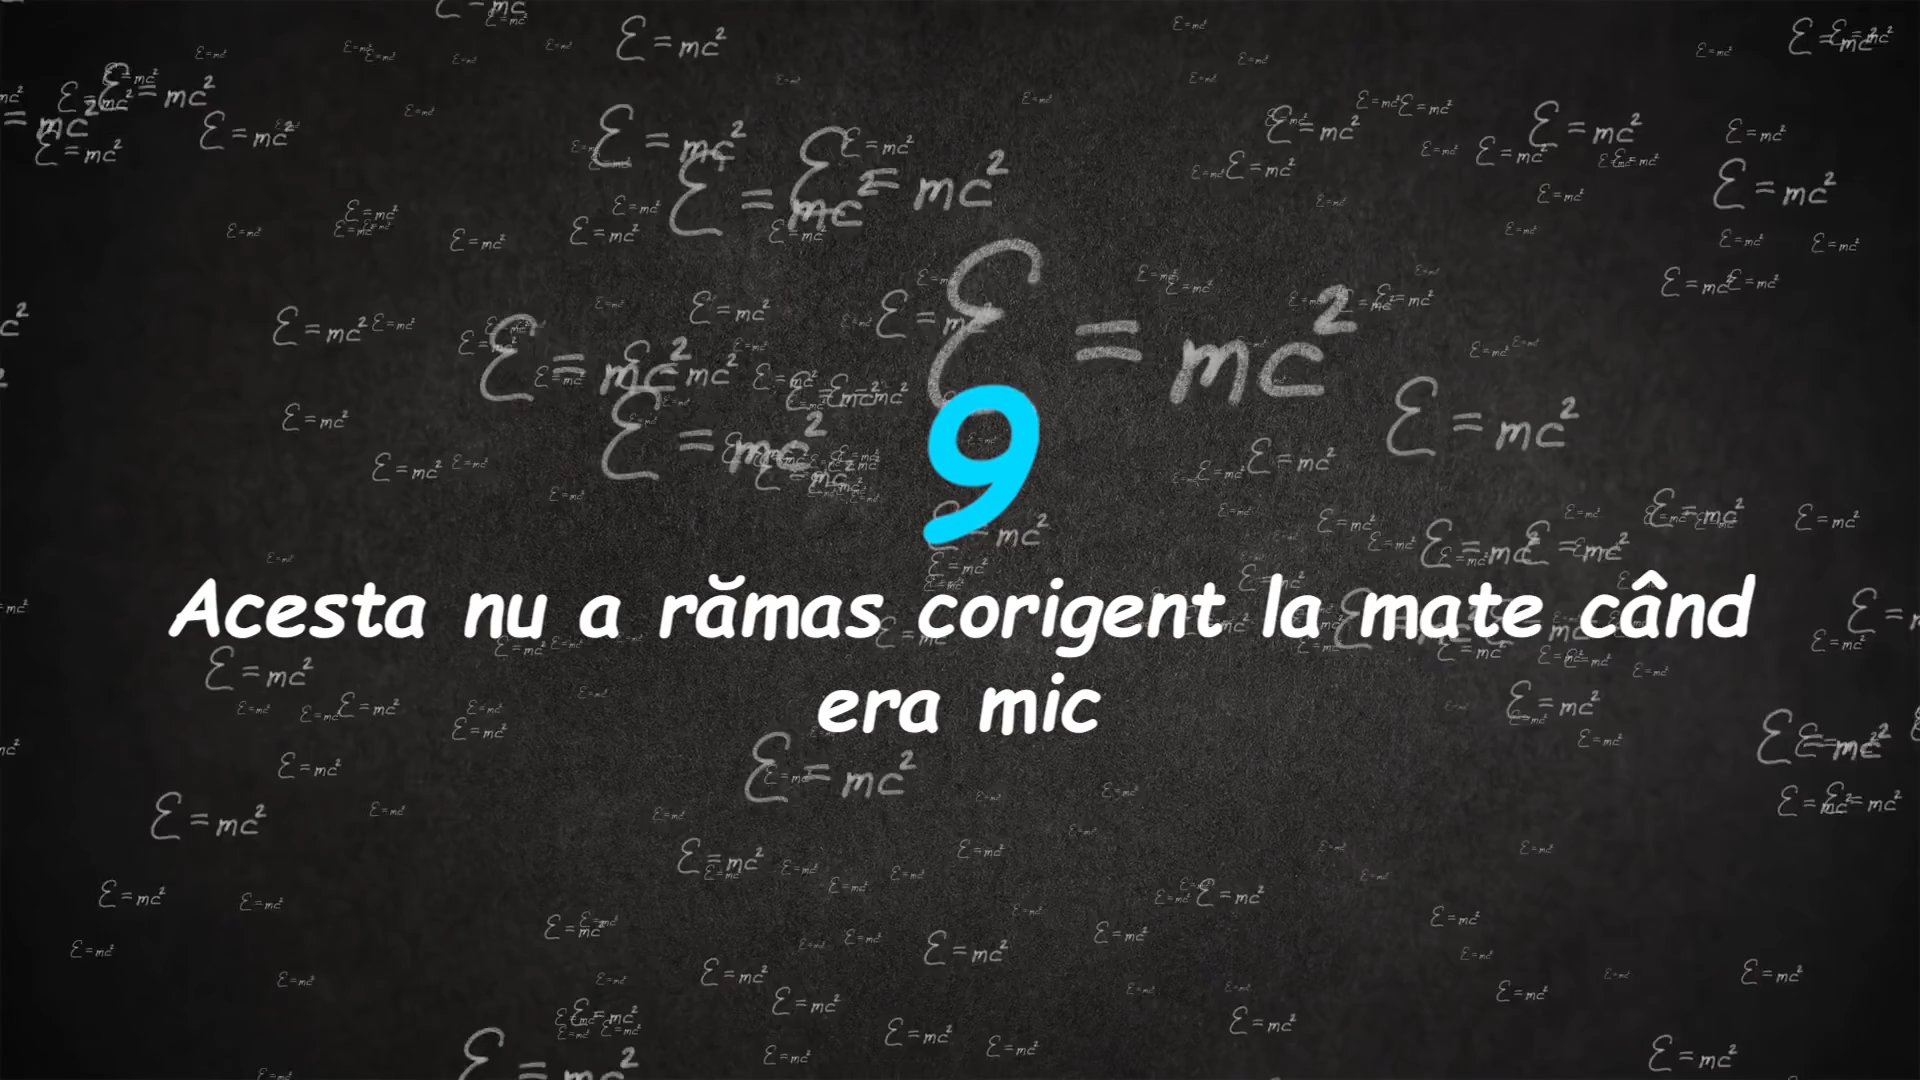 E = mc²
9
Acesta nu a rămas corigent la mate când
era mic